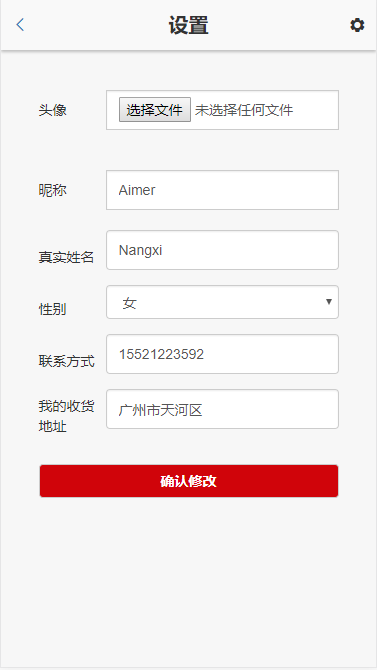 设置
头像 选择文件 未选择任何文件
昵称 Aimer
真实姓名 Nangxi
性别 女
联系方式 15521223592
我的收货
地址 广州市天河区
确认修改